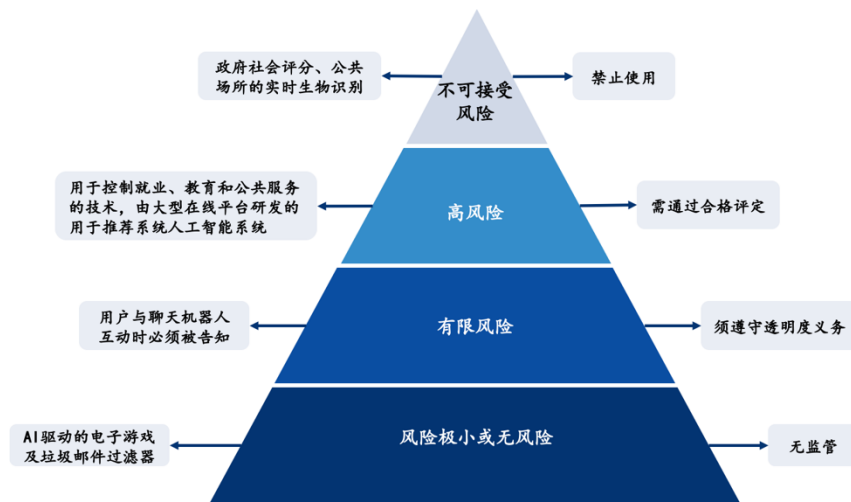 政府社会评分、公共
场所的实时生物识别
不可接受
风险
禁止使用
用于控制就业、教育和公共服务
的技术，由大型在线平台研发的
用于推荐系统人工智能系统
高风险
需通过合格评定
用户与聊天机器人
互动时必须被告知
有限风险
须遵守透明度义务
AI驱动的电子游戏
及垃圾邮件过滤器
风险极小或无风险
无监管